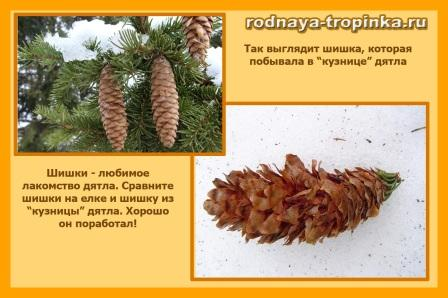 rodnaya-tropinka.ru
Так выглядит шишка, которая
побывала в "кузнице" дятла
Шишки - любимое
лакомство дятла. Сравните
шишки на елке и шишку из
"кузницы" дятла. Хорошо
он поработал!